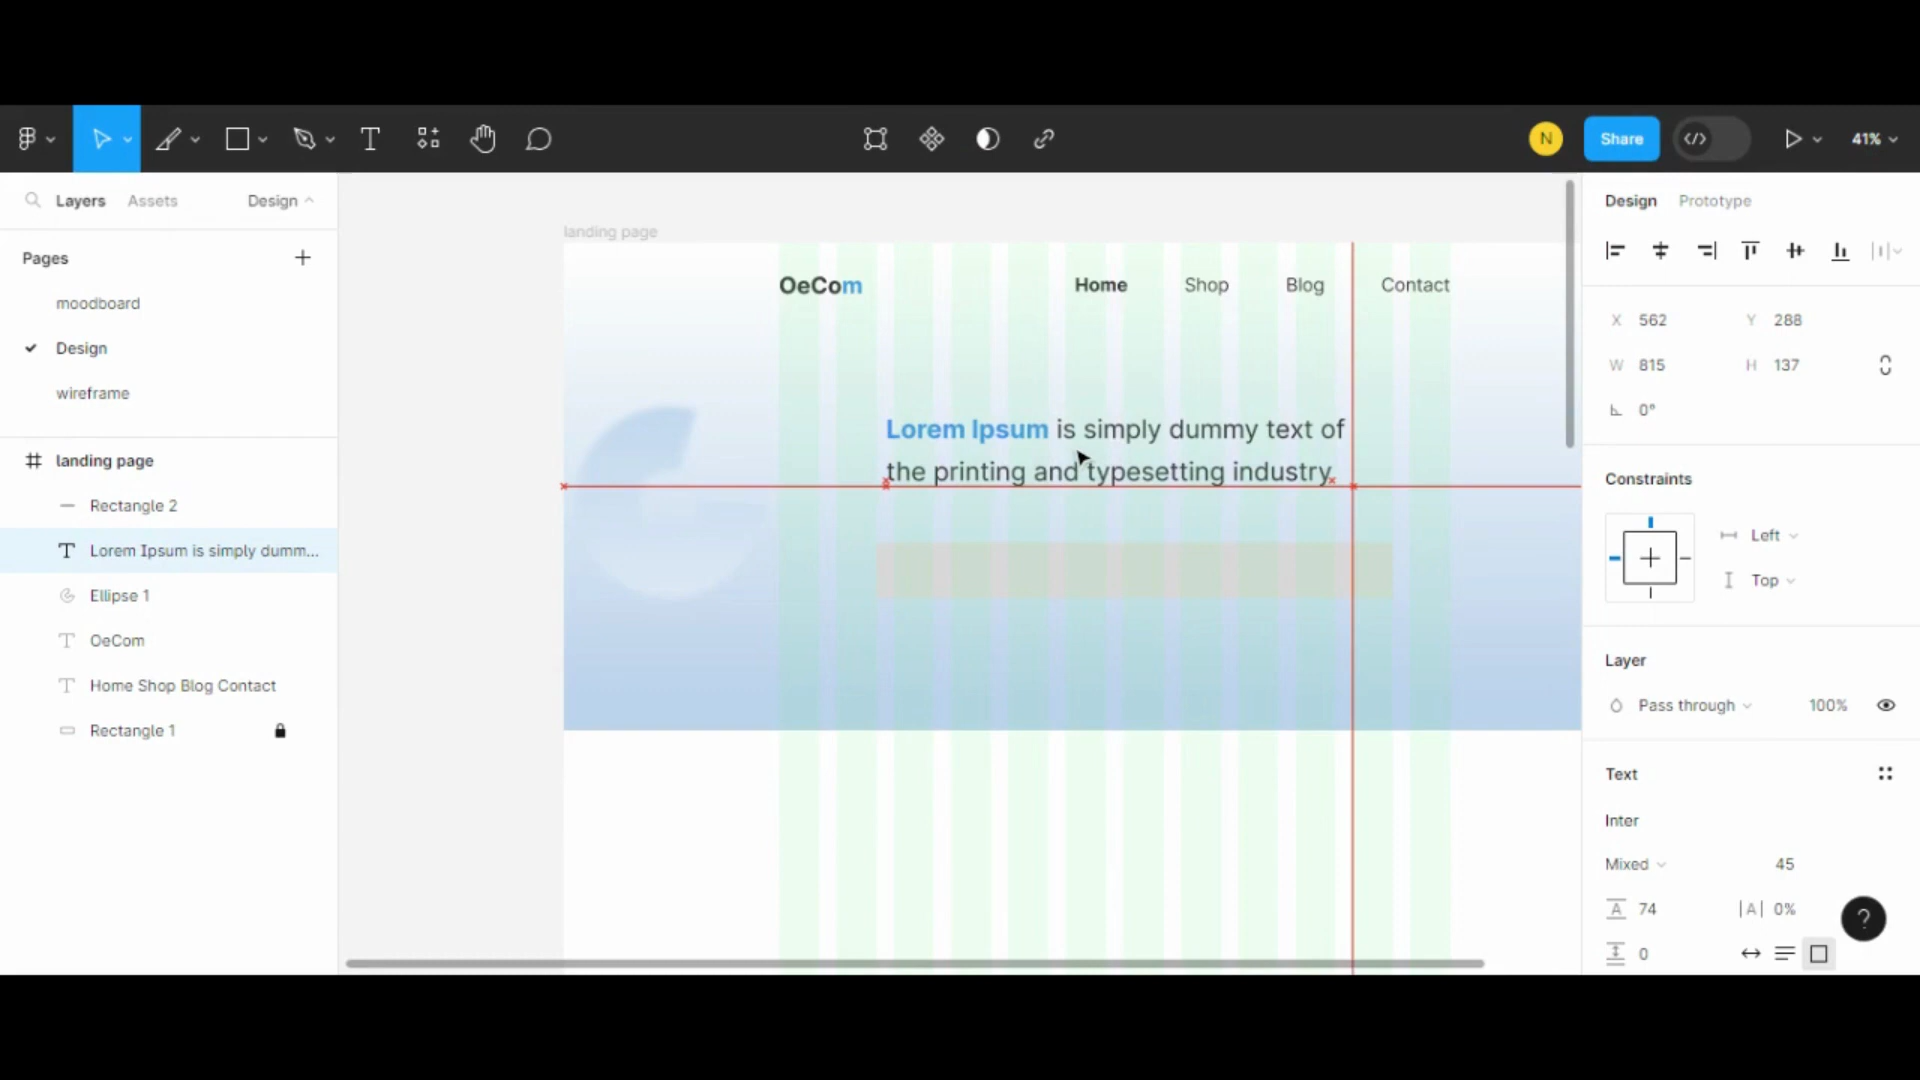 N
Share
41%
Layers
Assets
Design
Pages
moodboard
Design
wireframe
landing page
Rectangle 2
Lorem Ipsum is simply dumm...
Ellipse 1
OeCom
Home Shop Blog Contact
Rectangle 1
landing page
OeCom
Home
Shop
Blog
Contact
Lorem Ipsum is simply dummy text of
the printing and typesetting industry.
Design
Prototype
X 562
Y 288
W 815
H 137
0°
Constraints
Left
Top
Layer
Pass through
100%
Text
Inter
Mixed
45
A 74
|A| 0%
0
?